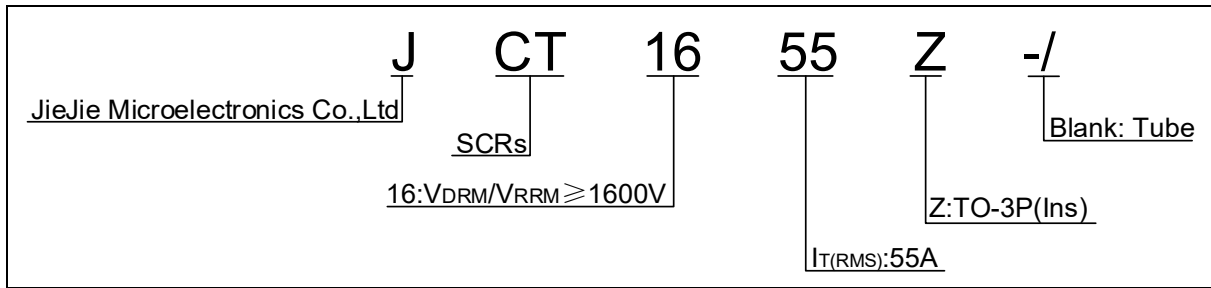 J CT 16 55 Z -/
JieJie Microelectronics Co.,Ltd
Blank: Tube
SCRs
16:VDRM/VRRM≥1600V
Z:TO-3P(Ins)
IT(RMS):55A